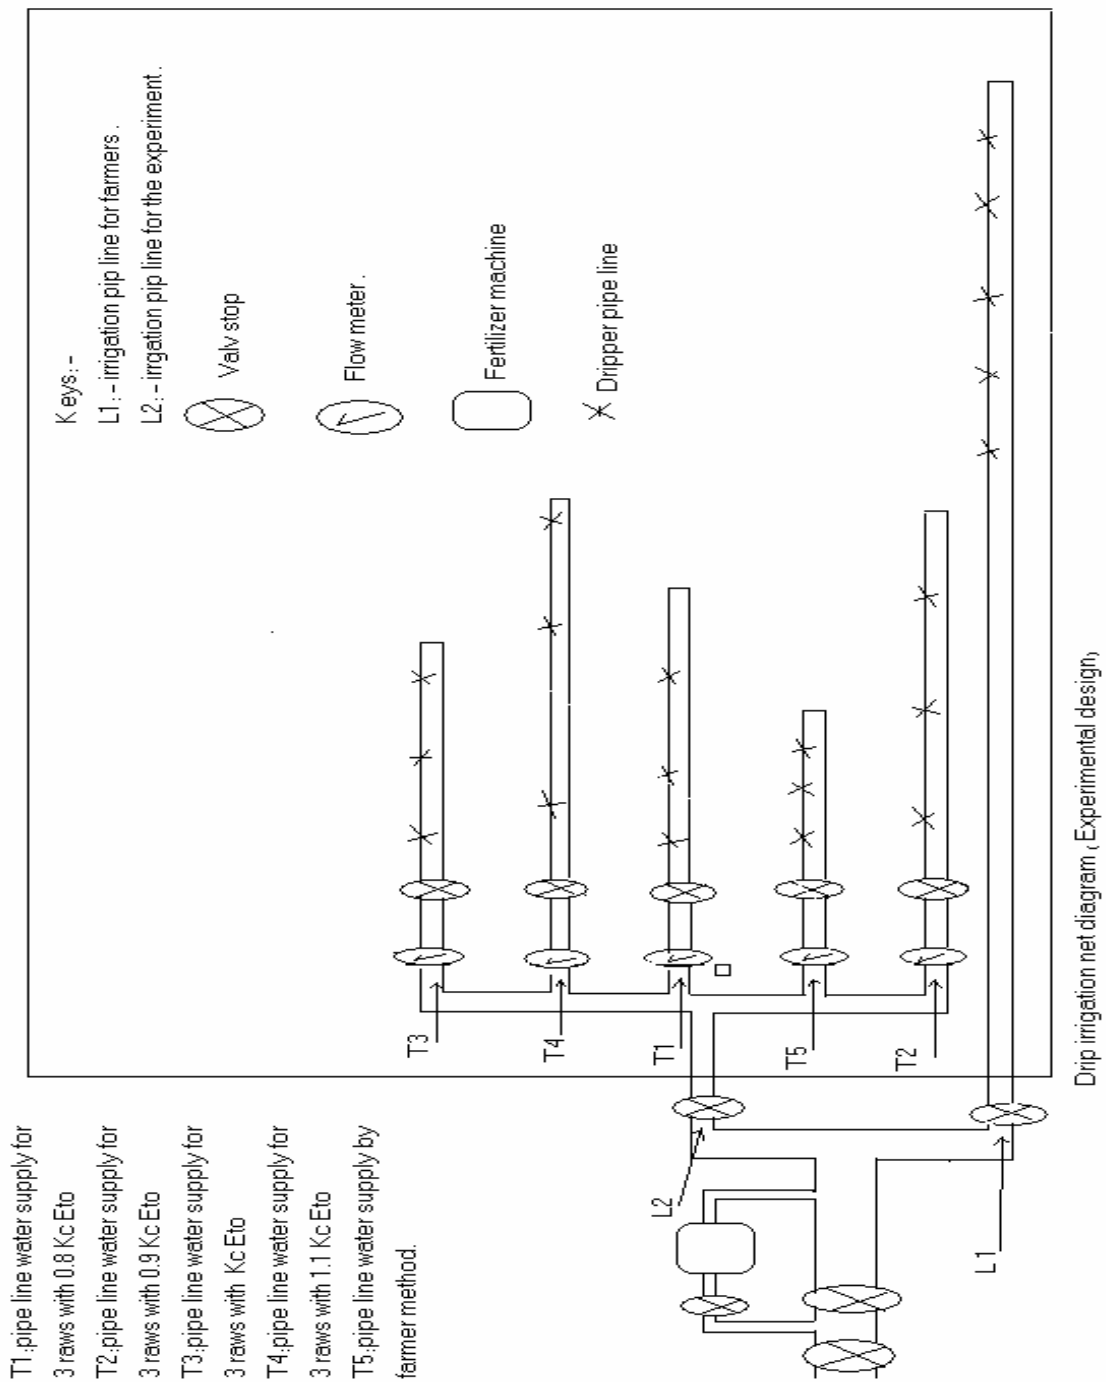 T1:pipe line water supply for
3 raws with 0.8 Kc Eto
T2:pipe line water supply for
3 raws with 0.9 Kc Eto
T3:pipe line water supply for
3 raws with Kc Eto
T4:pipe line water supply for
3 raws with 1.1 Kc Eto
T5:pipe line water supply by
farmer method.
Keys:-
L1:- irrigation pip line for farmers .
L2:- irrgation pip line for the experiment .
Valv stop
Flow meter .
Fertilizer machine
Dripper pipe line
T3
T4
T1
T5
T2
L2
L1
Drip irrigation net diagram ( Experimental design)